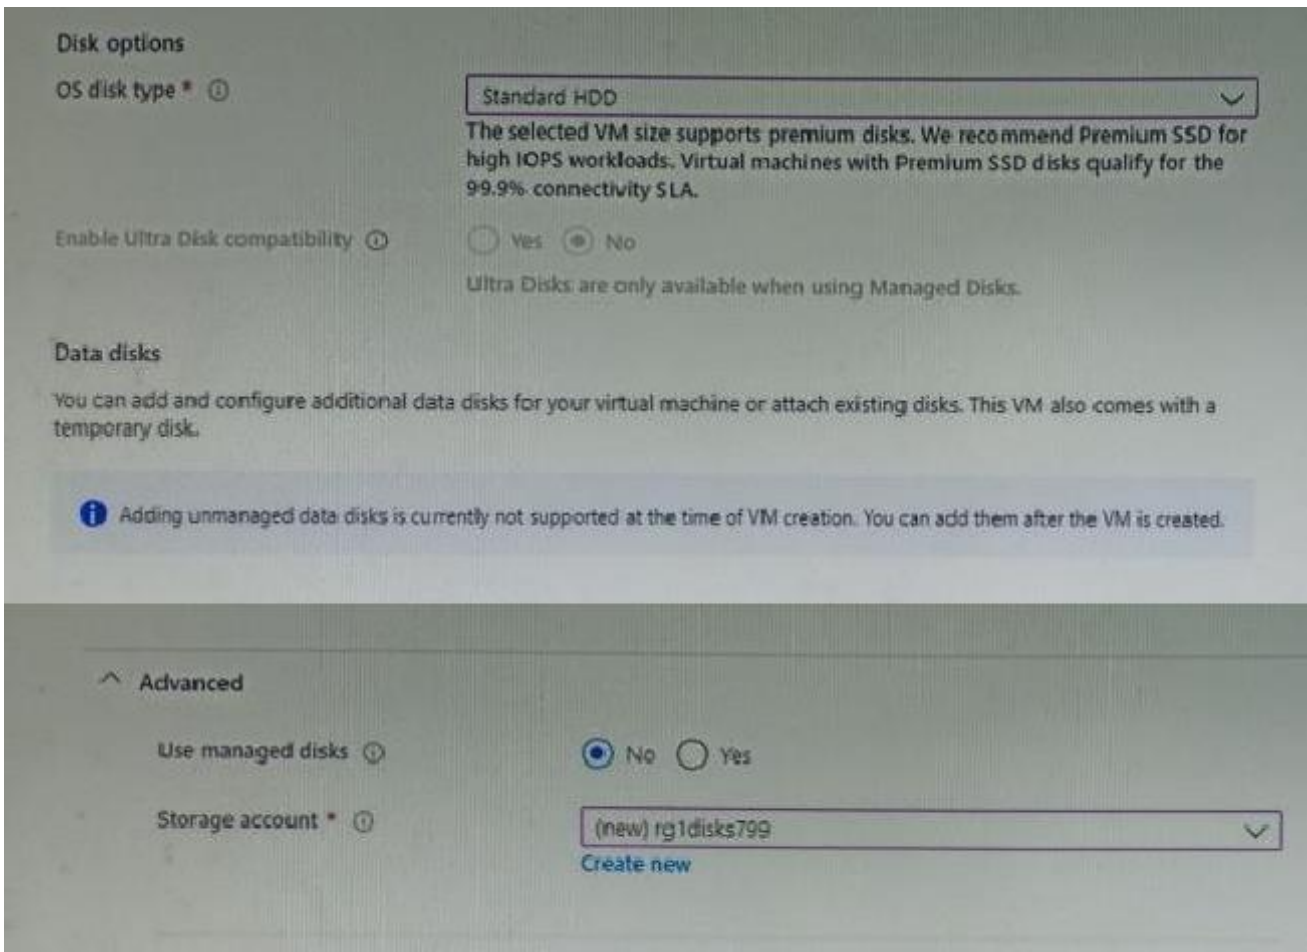 Disk options
OS disk type *
Standard HDD
The selected VM size supports premium disks. We recommend Premium SSD for
high IOPS workloads. Virtual machines with Premium SSD disks qualify for the
99.9% connectivity SLA.
Enable Ultra Disk compatibility
Yes No
Ultra Disks are only available when using Managed Disks.
Data disks
You can add and configure additional data disks for your virtual machine or attach existing disks. This VM also comes with a
temporary disk.
Adding unmanaged data disks is currently not supported at the time of VM creation. You can add them after the VM is created.
Advanced
Use managed disks
No Yes
Storage account *
(new) rg1disks799
Create new